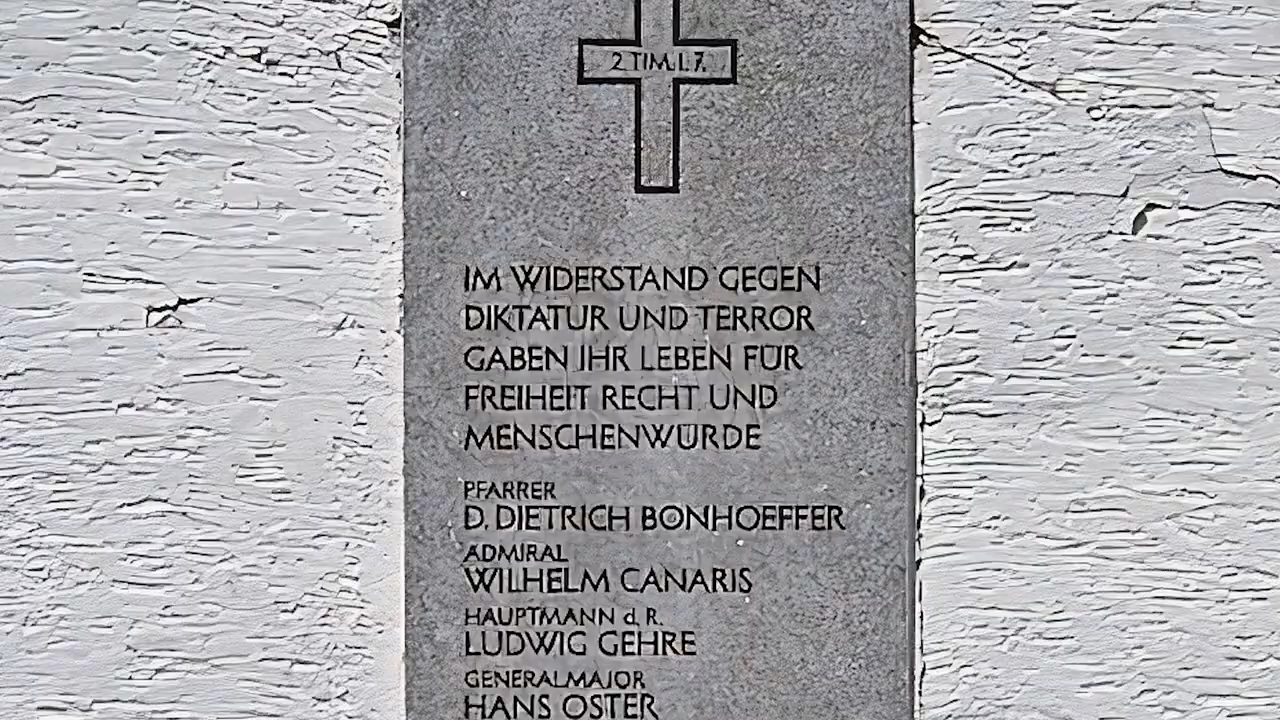 2.TIM.1.7.
IM WIDERSTAND GEGEN
DIKTATUR UND TERROR
GABEN IHR LEBEN FÜR
FREIHEIT RECHT UND
MENSCHENWÜRDE
PFARRER
D. DIETRICH BONHOEFFER
ADMIRAL
WILHELM CANARIS
HAUPTMANN d. R.
LUDWIG GEHRE
GENERALMAJOR
HANS OSTER